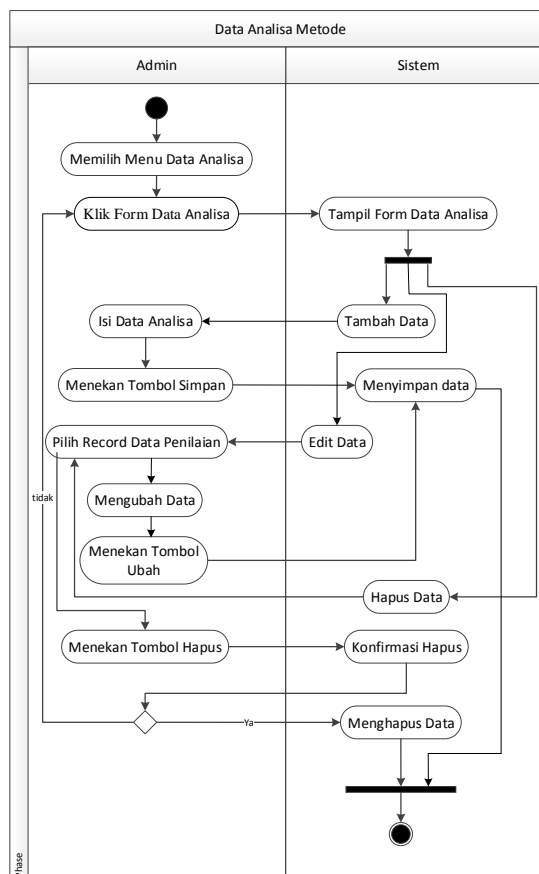 Data Analisa Metode
Admin
Sistem
Memilih Menu Data Analisa
Klik Form Data Analisa
Tampil Form Data Analisa
Isi Data Analisa
Tambah Data
Menekan Tombol Simpan
Menyimpan data
Pilih Record Data Penilaian
Edit Data
tidak
Mengubah Data
Menekan Tombol
Ubah
Hapus Data
Menekan Tombol Hapus
Konfirmasi Hapus
Ya
Menghapus Data
Phase